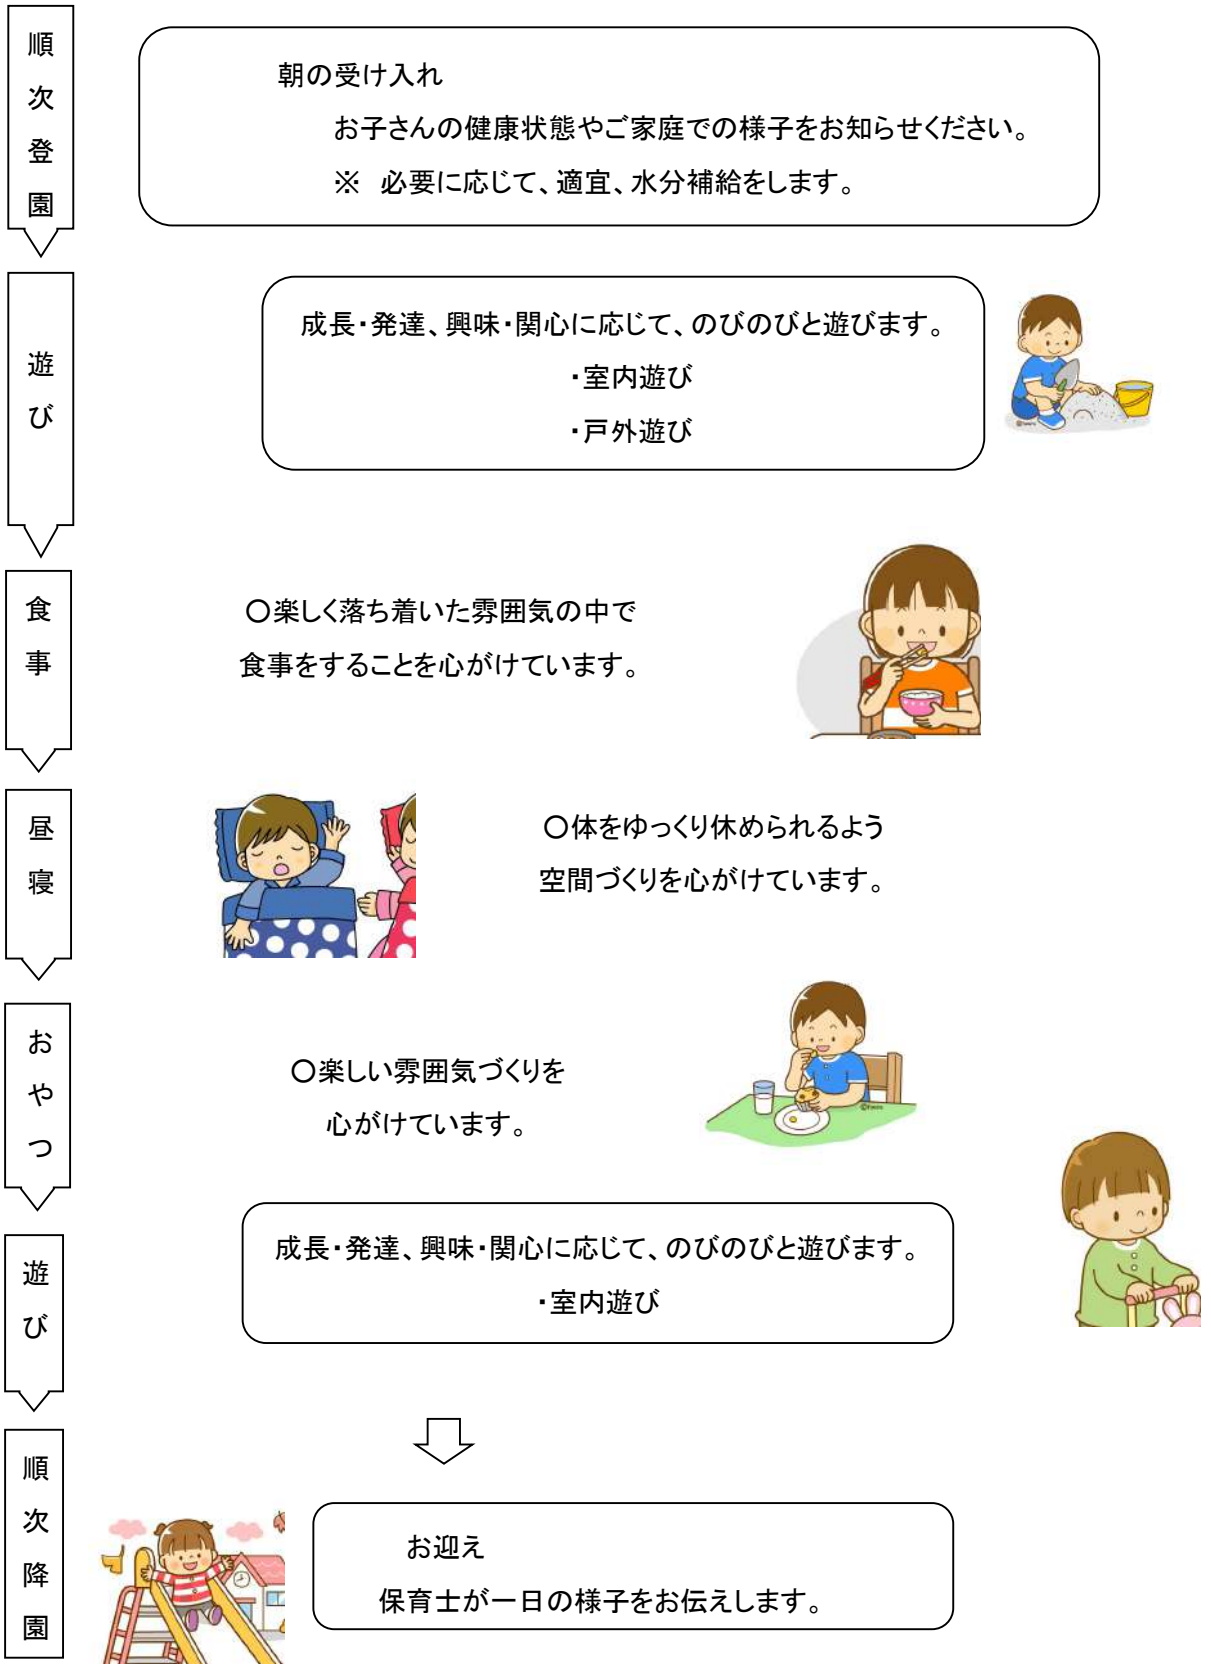 順次登園
朝の受け入れ
お子さんの健康状態やご家庭での様子をお知らせください。
※ 必要に応じて、適宜、水分補給をします。
遊び
成長・発達、興味・関心に応じて、のびのびと遊びます。
・室内遊び
・戸外遊び
食事
〇楽しく落ち着いた雰囲気の中で
食事をすることを心がけています。
昼寝
〇体をゆっくり休められるよう
空間づくりを心がけています。
おやつ
〇楽しい雰囲気づくりを
心がけています。
遊び
成長・発達、興味・関心に応じて、のびのびと遊びます。
・室内遊び
順次降園
お迎え
保育士が一日の様子をお伝えします。